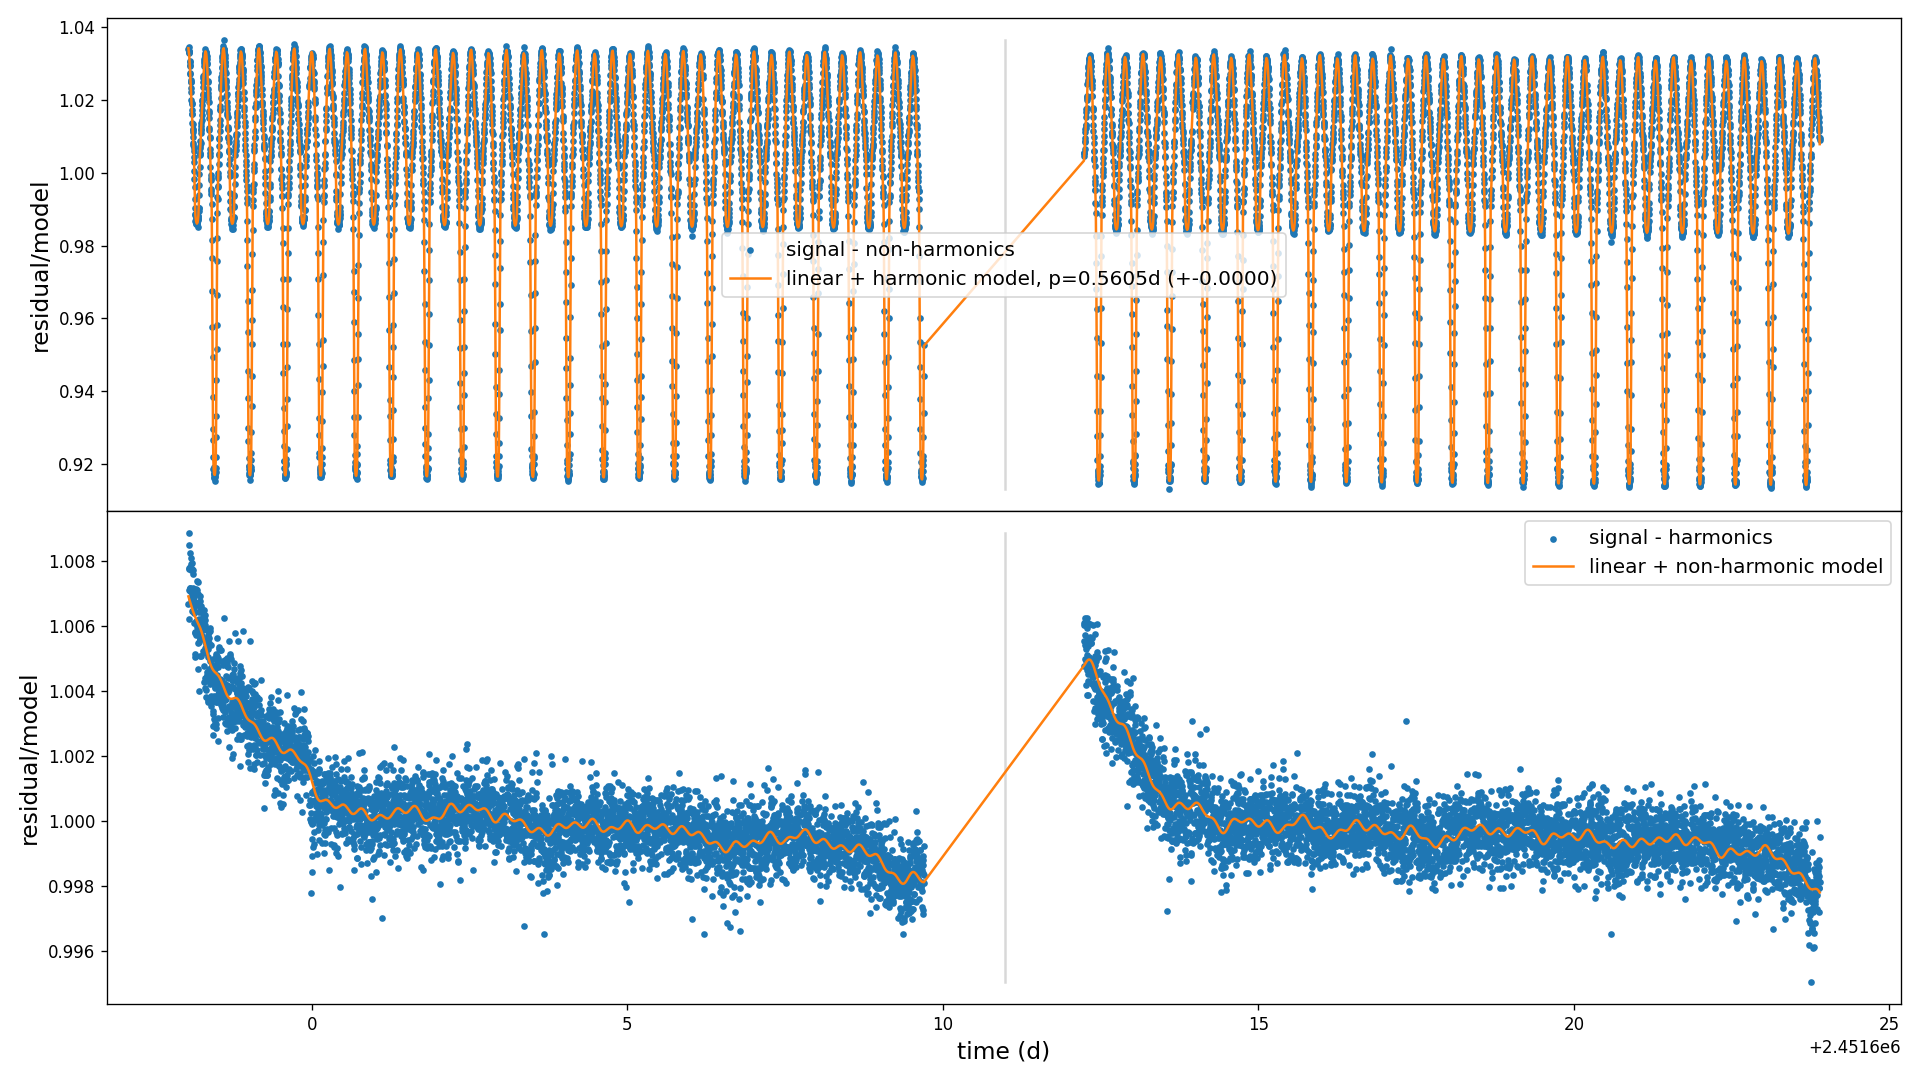 1.04
1.02
1.00
0.98
0.96
0.94
0.92
residual/model
signal - non-harmonics
linear + harmonic model, p=0.5605d (+-0.0000)
1.008
1.006
1.004
1.002
1.000
0.998
0.996
residual/model
signal - harmonics
linear + non-harmonic model
0 5 10 15 20 25
time (d)
+2.4516e6